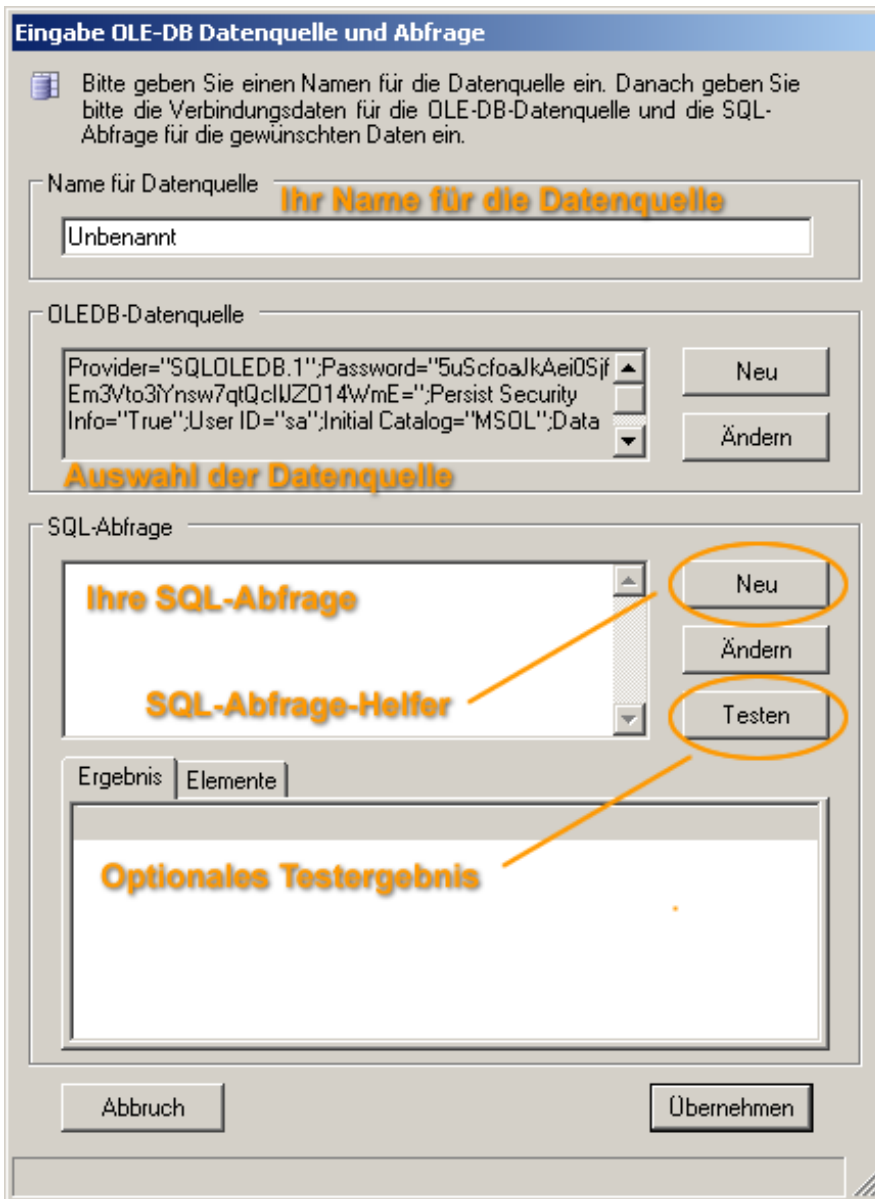 Eingabe OLE-DB Datenquelle und Abfrage
Bitte geben Sie einen Namen für die Datenquelle ein. Danach geben Sie
bitte die Verbindungsdaten für die OLE-DB-Datenquelle und die SQL-
Abfrage für die gewünschten Daten ein.
Name für Datenquelle
Ihr Name für die Datenquelle
Unbenannt
OLEDB-Datenquelle
Provider="SQLOLEDB.1";Password="5uScfoaJkAei0Sjf
Em3Vto3iYnsw7qtQcIIJZO14WmE=";Persist Security
Info="True";User ID="sa";Initial Catalog="MSOL";Data
Neu
Ändern
Auswahl der Datenquelle
SQL-Abfrage
Ihre SQL-Abfrage
Neu
Ändern
SQL-Abfrage-Helfer
Testen
Ergebnis
Elemente
Optionales Testergebnis
Abbruch
Übernehmen